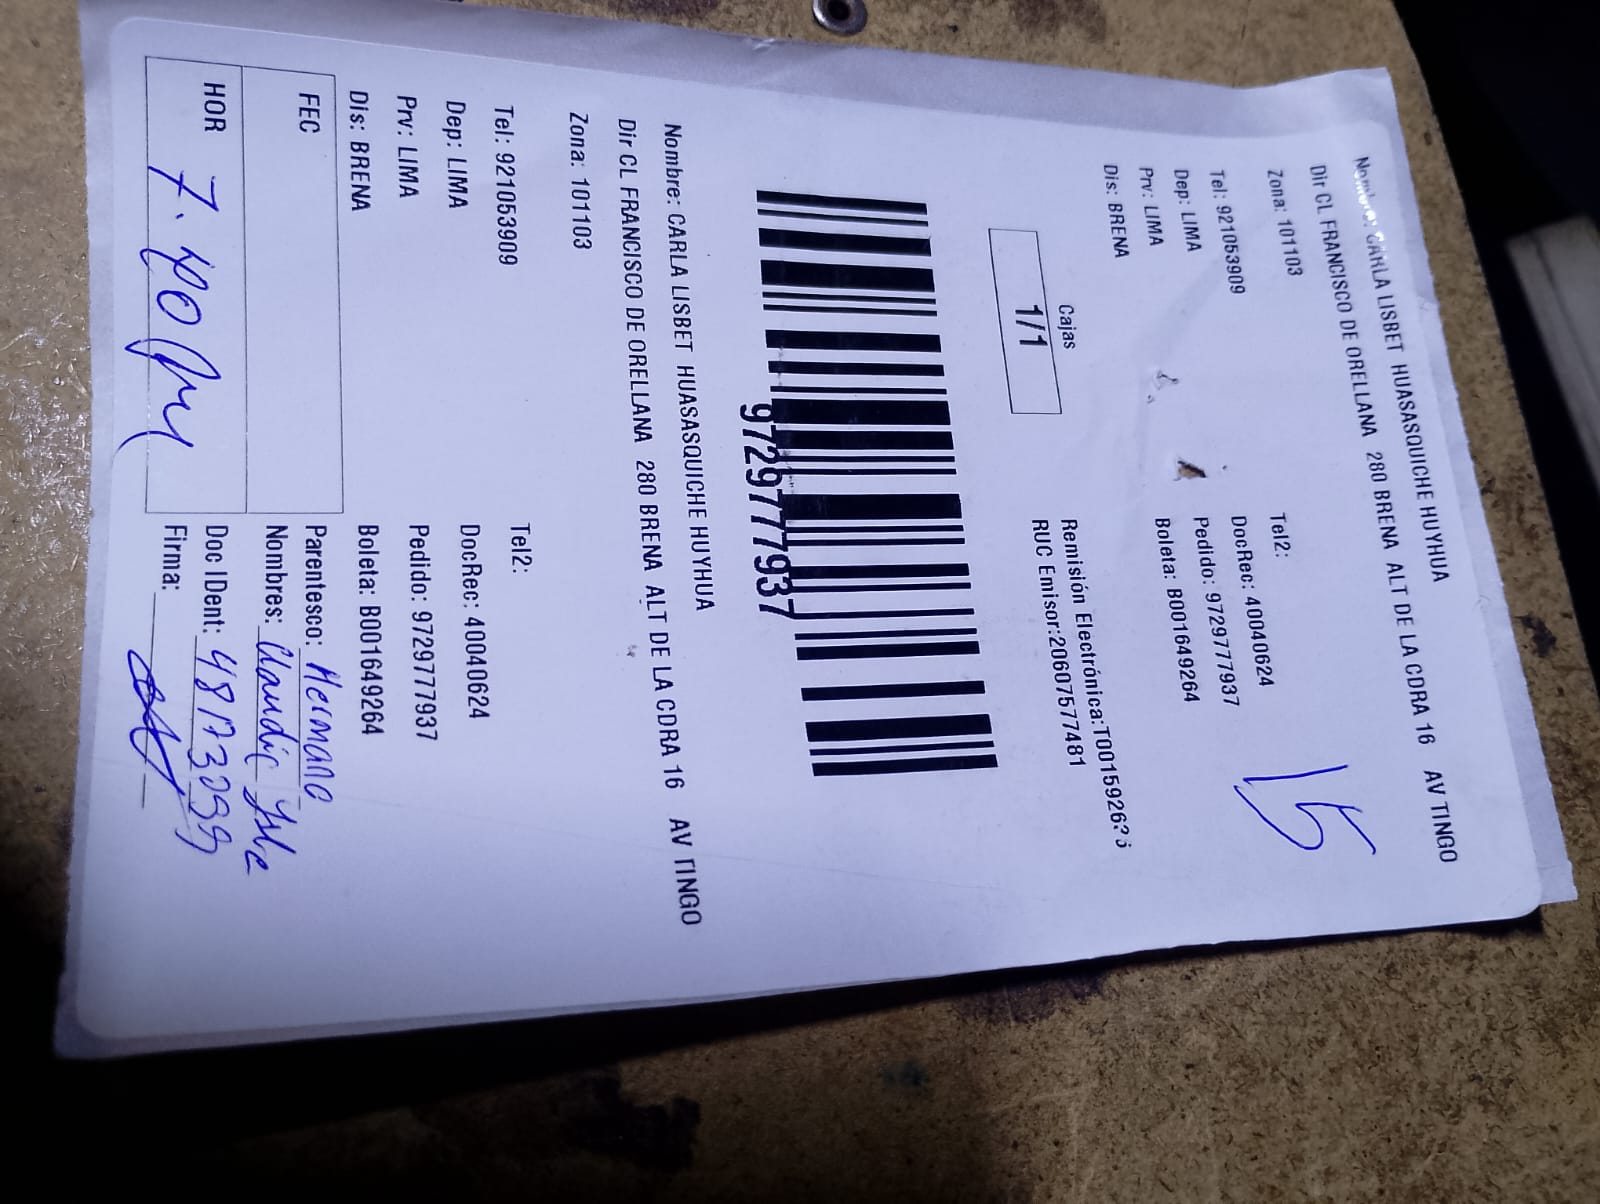 Nombre: CARLA LISBET HUASASQUICHE HUYHUA
Dir CL FRANCISCO DE ORELLANA 280 BRENA ALT DE LA CDRA 16 AV TINGO
Zona: 101103
Tel: 921053909 Tel2:
Dep: LIMA DocRec: 40040624
Prv: LIMA Pedido: 9729777937
Dis: BRENA Boleta: B001649264
15
Cajas
1/1
Remisión Electrónica:
RUC Emisor:20607577481
9729777937
Nombre: CARLA LISBET HUASASQUICHE HUYHUA
Dir CL FRANCISCO DE ORELLANA 280 BRENA ALT DE LA CDRA 16 AV TINGO
Zona: 101103
Tel: 921053909 Tel2:
Dep: LIMA DocRec: 40040624
Prv: LIMA Pedido: 9729777937
Dis: BRENA Boleta: B001649264
FEC
Parentesco: Hermano
Nombres:
HOR 7.40 pm
Doc IDent:
Firma: